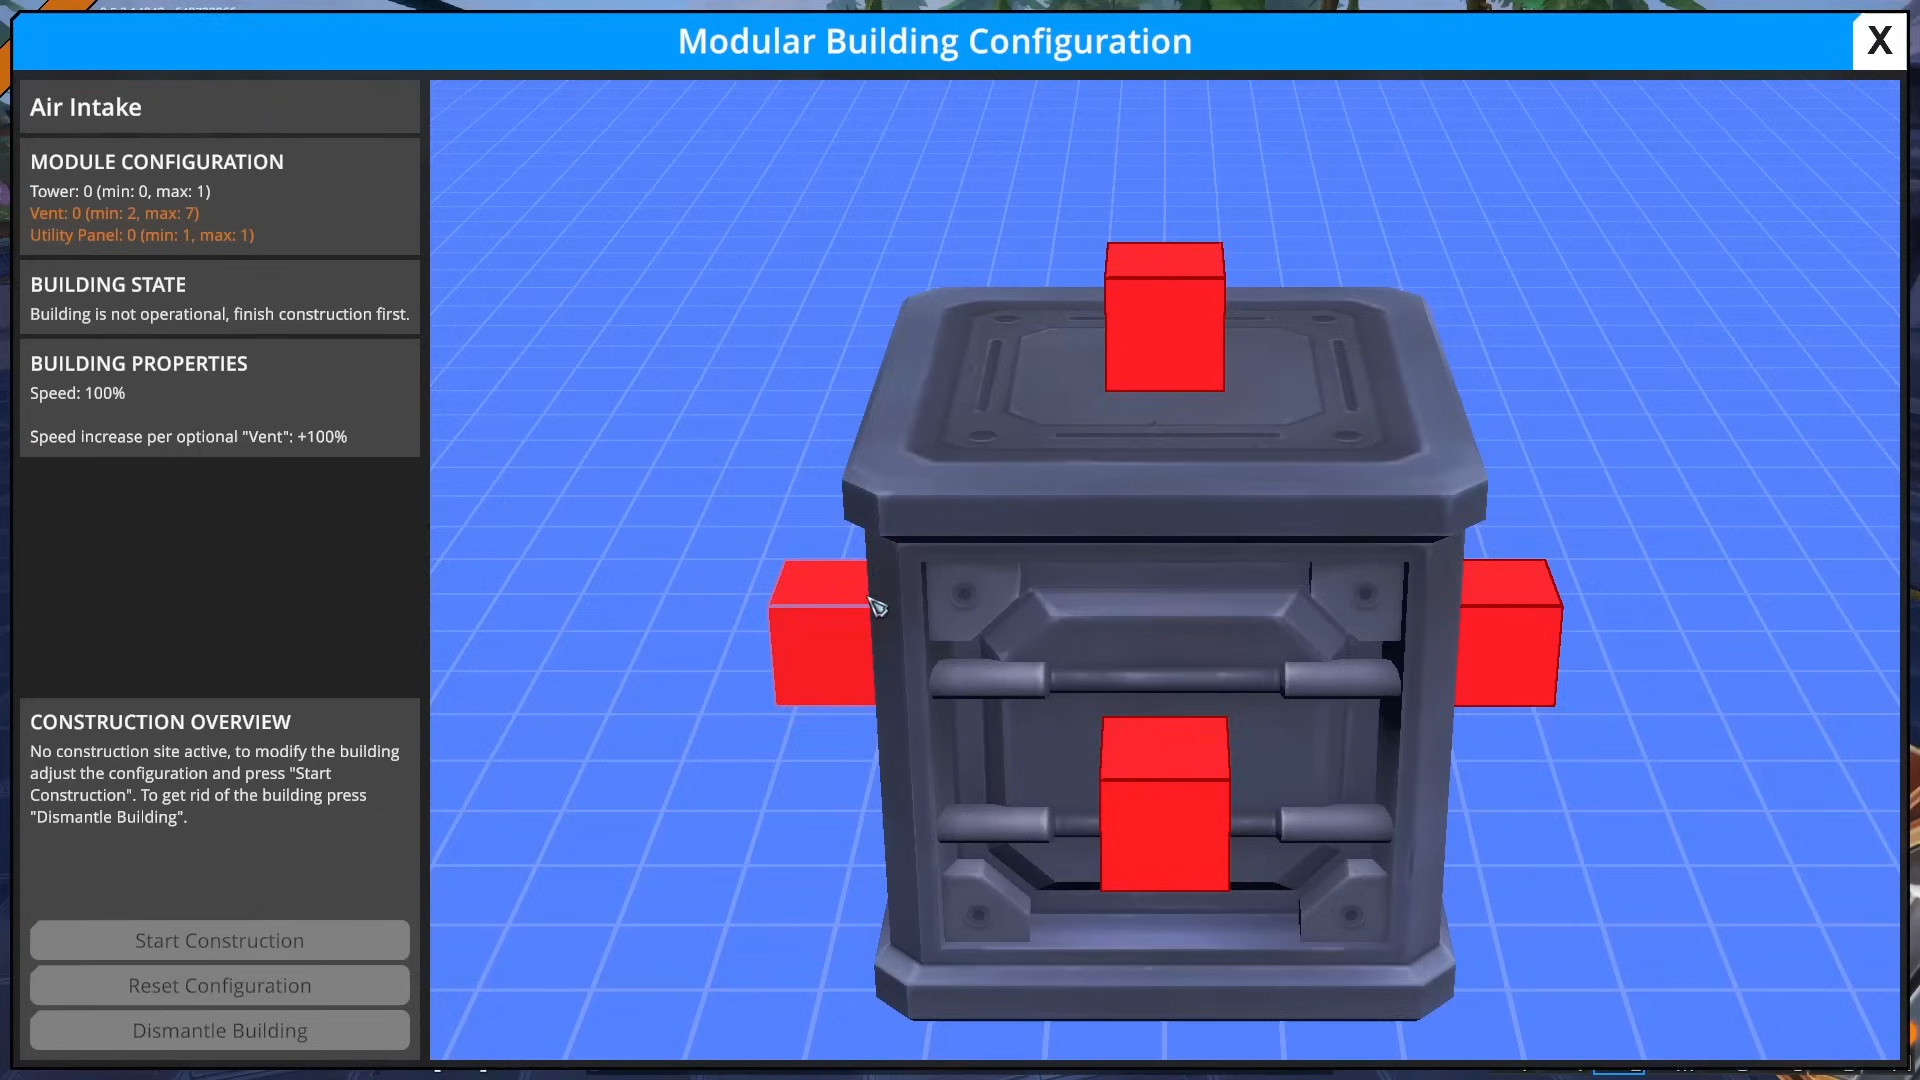 Modular Building Configuration
X
Air Intake
MODULE CONFIGURATION
Tower: 0 (min: 0, max: 1)
Vent: 0 (min: 2, max: 7)
Utility Panel: 0 (min: 1, max: 1)
BUILDING STATE
Building is not operational, finish construction first.
BUILDING PROPERTIES
Speed: 100%
Speed increase per optional "Vent": +100%
CONSTRUCTION OVERVIEW
No construction site active, to modify the building
adjust the configuration and press "Start
Construction". To get rid of the building press
"Dismantle Building".
Start Construction
Reset Configuration
Dismantle Building